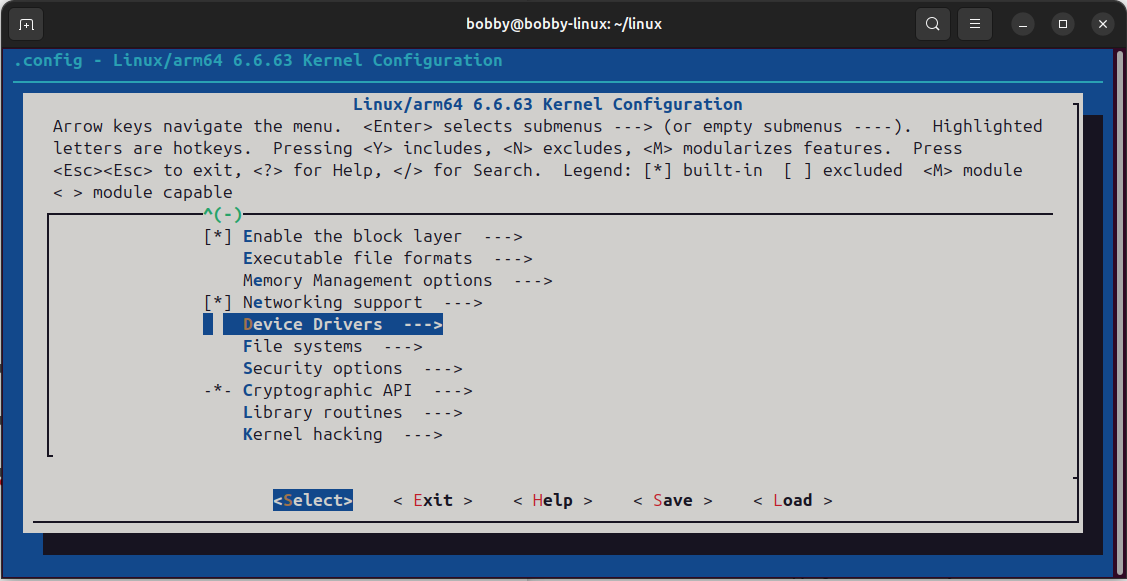 bobby@bobby-linux: ~/linux
.config - Linux/arm64 6.6.63 Kernel Configuration
Linux/arm64 6.6.63 Kernel Configuration
Arrow keys navigate the menu.  <Enter> selects submenus ---> (or empty submenus ----).  Highlighted
letters are hotkeys.  Pressing <Y> includes, <N> excludes, <M> modularizes features.  Press
<Esc><Esc> to exit, <?> for Help, </> for Search.  Legend: [*] built-in  [ ] excluded  <M> module
< > module capable
^(-)
[*] Enable the block layer  --->
Executable file formats  --->
Memory Management options  --->
[*] Networking support  --->
Device Drivers  --->
File systems  --->
Security options  --->
-*- Cryptographic API  --->
Library routines  --->
Kernel hacking  --->
<Select>    < Exit >    < Help >    < Save >    < Load >